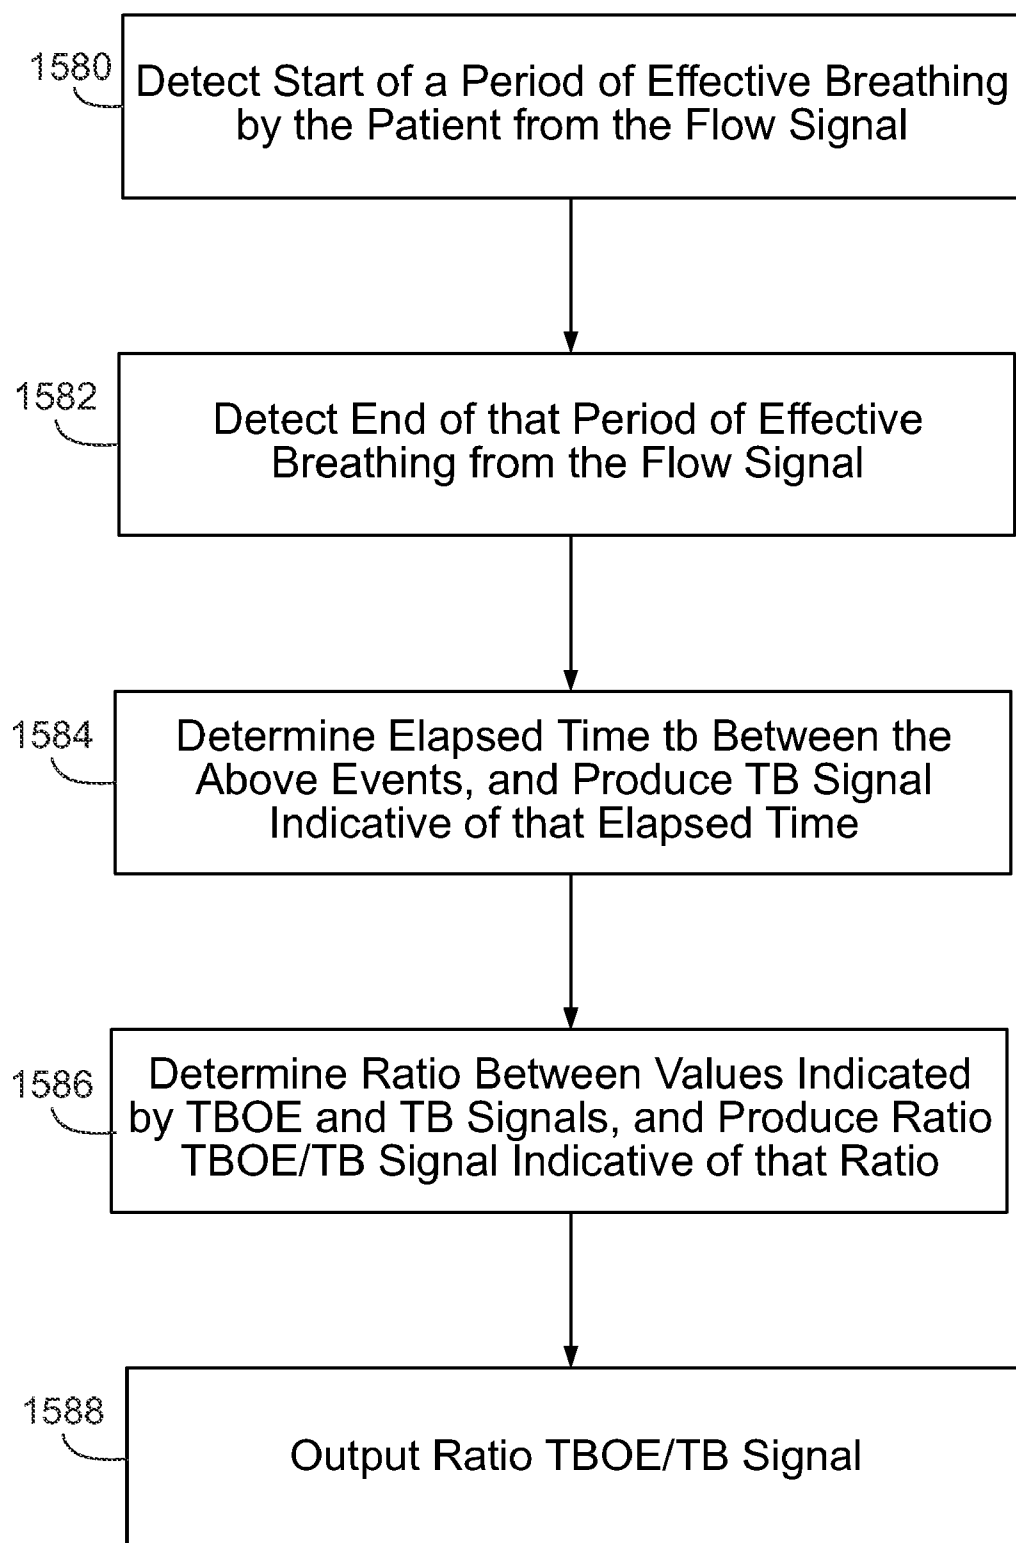 1580
Detect Start of a Period of Effective Breathing
by the Patient from the Flow Signal
1582
Detect End of that Period of Effective
Breathing from the Flow Signal
1584
Determine Elapsed Time tb Between the
Above Events, and Produce TB Signal
Indicative of that Elapsed Time
1586
Determine Ratio Between Values Indicated
by TBOE and TB Signals, and Produce Ratio
TBOE/TB Signal Indicative of that Ratio
1588
Output Ratio TBOE/TB Signal